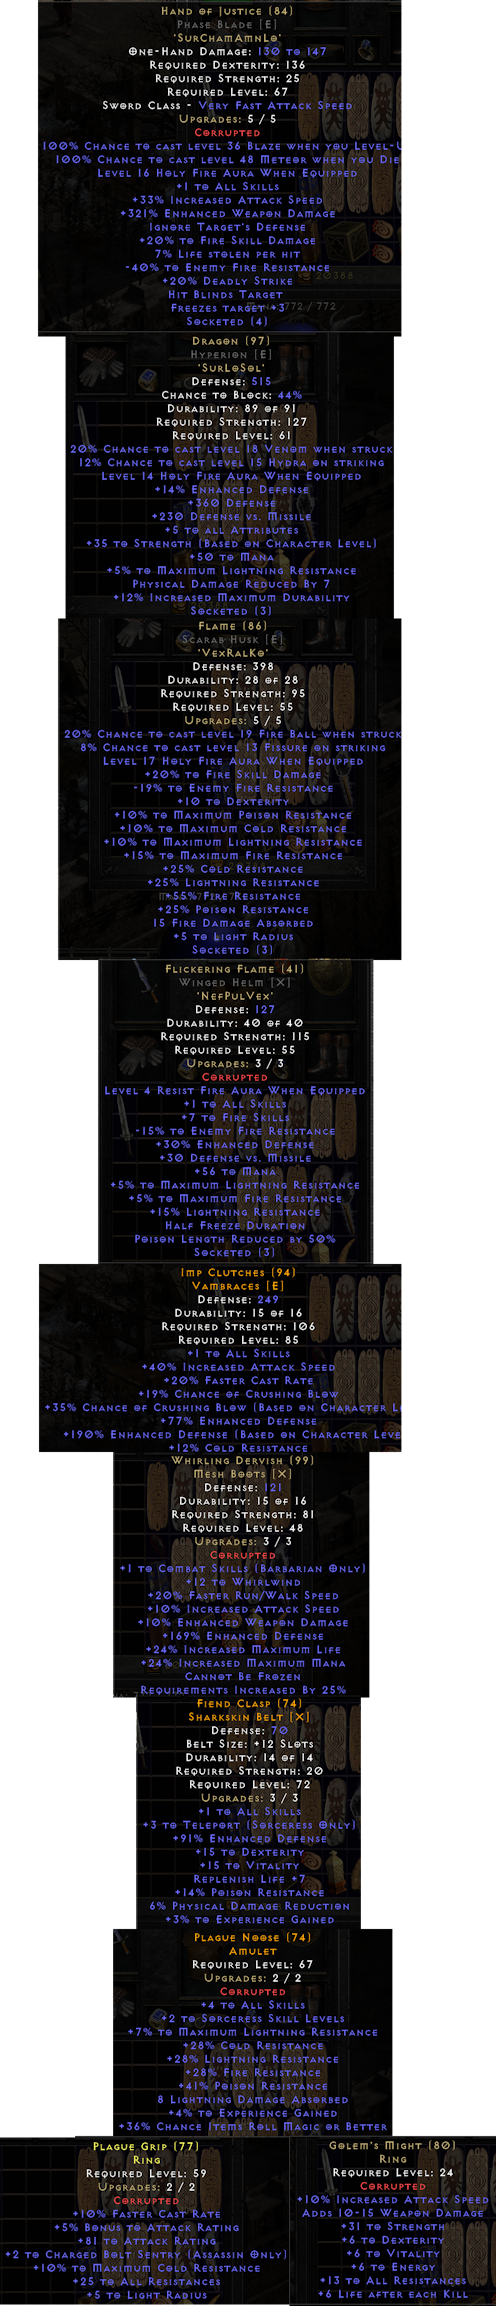 Hand of Justice (84)
Phase Blade [E]
'SurChamAmnLo'
One-Hand Damage: 130 to 147
Required Dexterity: 136
Required Strength: 25
Required Level: 67
Sword Class - Very Fast Attack Speed
Upgrades: 5 / 5
Corrupted
100% Chance to cast level 36 Blaze when you Level-U
100% Chance to cast level 48 Meteor when you Die
Level 16 Holy Fire Aura When Equipped
+1 to All Skills
+33% Increased Attack Speed
+321% Enhanced Weapon Damage
Ignore Target's Defense
+20% to Fire Skill Damage
7% Life stolen per hit
-40% to Enemy Fire Resistance
+20% Deadly Strike
Hit Blinds Target
Freezes target +3
Socketed (4)
20388
772 / 772
Dragon (97)
Hyperion [E]
'SurLoSol'
Defense: 515
Chance to Block: 44%
Durability: 89 of 91
Required Strength: 127
Required Level: 61
20% Chance to cast level 18 Venom when struck
12% Chance to cast level 15 Hydra on striking
Level 14 Holy Fire Aura When Equipped
+14% Enhanced Defense
+360 Defense
+230 Defense vs. Missile
+5 to all Attributes
+35 to Strength (Based on Character Level)
+50 to Mana
+5% to Maximum Lightning Resistance
Physical Damage Reduced By 7
+12% Increased Maximum Durability
Socketed (3)
Flame (86)
Scarab Husk [E]
'VexRalKo'
Defense: 398
Durability: 28 of 28
Required Strength: 95
Required Level: 55
Upgrades: 5 / 5
20% Chance to cast level 19 Fire Ball when struck
8% Chance to cast level 13 Fissure on striking
Level 17 Holy Fire Aura When Equipped
+20% to Fire Skill Damage
-19% to Enemy Fire Resistance
+10 to Dexterity
+10% to Maximum Poison Resistance
+10% to Maximum Cold Resistance
+10% to Maximum Lightning Resistance
+15% to Maximum Fire Resistance
+25% Cold Resistance
+25% Lightning Resistance
+55% Fire Resistance
+25% Poison Resistance
15 Fire Damage Absorbed
+5 to Light Radius
Socketed (3)
Flickering Flame (41)
Winged Helm [X]
'NefPulVex'
Defense: 127
Durability: 40 of 40
Required Strength: 115
Required Level: 55
Upgrades: 3 / 3
Corrupted
Level 4 Resist Fire Aura When Equipped
+1 to All Skills
+7 to Fire Skills
-15% to Enemy Fire Resistance
+30% Enhanced Defense
+30 Defense vs. Missile
+56 to Mana
+5% to Maximum Lightning Resistance
+5% to Maximum Fire Resistance
+15% Lightning Resistance
Half Freeze Duration
Poison Length Reduced by 50%
Socketed (3)
Imp Clutches (94)
Vambraces [E]
Defense: 249
Durability: 15 of 16
Required Strength: 106
Required Level: 85
+1 to All Skills
+40% Increased Attack Speed
+20% Faster Cast Rate
+19% Chance of Crushing Blow
+35% Chance of Crushing Blow (Based on Character Le
+77% Enhanced Defense
+190% Enhanced Defense (Based on Character Leve
+12% Cold Resistance
Whirling Dervish (99)
Mesh Boots [X]
Defense: 121
Durability: 15 of 16
Required Strength: 81
Required Level: 48
Upgrades: 3 / 3
Corrupted
+1 to Combat Skills (Barbarian Only)
+12 to Whirlwind
+20% Faster Run/Walk Speed
+10% Increased Attack Speed
+10% Enhanced Weapon Damage
+169% Enhanced Defense
+24% Increased Maximum Life
+24% Increased Maximum Mana
Cannot Be Frozen
Requirements Increased By 25%
Fiend Clasp (74)
Sharkskin Belt [X]
Defense: 70
Belt Size: +12 Slots
Durability: 14 of 14
Required Strength: 20
Required Level: 72
Upgrades: 3 / 3
+1 to All Skills
+3 to Teleport (Sorceress Only)
+91% Enhanced Defense
+15 to Dexterity
+15 to Vitality
Replenish Life +7
+14% Poison Resistance
6% Physical Damage Reduction
+3% to Experience Gained
Plague Noose (74)
Amulet
Required Level: 67
Upgrades: 2 / 2
Corrupted
+4 to All Skills
+2 to Sorceress Skill Levels
+7% to Maximum Lightning Resistance
+28% Cold Resistance
+28% Lightning Resistance
+28% Fire Resistance
+41% Poison Resistance
8 Lightning Damage Absorbed
+4% to Experience Gained
+36% Chance Items Roll Magic or Better
Plague Grip (77)
Ring
Required Level: 59
Upgrades: 2 / 2
Corrupted
+10% Faster Cast Rate
+5% Bonus to Attack Rating
+81 to Attack Rating
+2 to Charged Bolt Sentry (Assassin Only)
+10% to Maximum Cold Resistance
+25 to All Resistances
+5 to Light Radius
Golem's Might (80)
Ring
Required Level: 24
Corrupted
+10% Increased Attack Speed
Adds 10-15 Weapon Damage
+31 to Strength
+6 to Dexterity
+6 to Vitality
+6 to Energy
+13 to All Resistances
+6 Life after each Kill